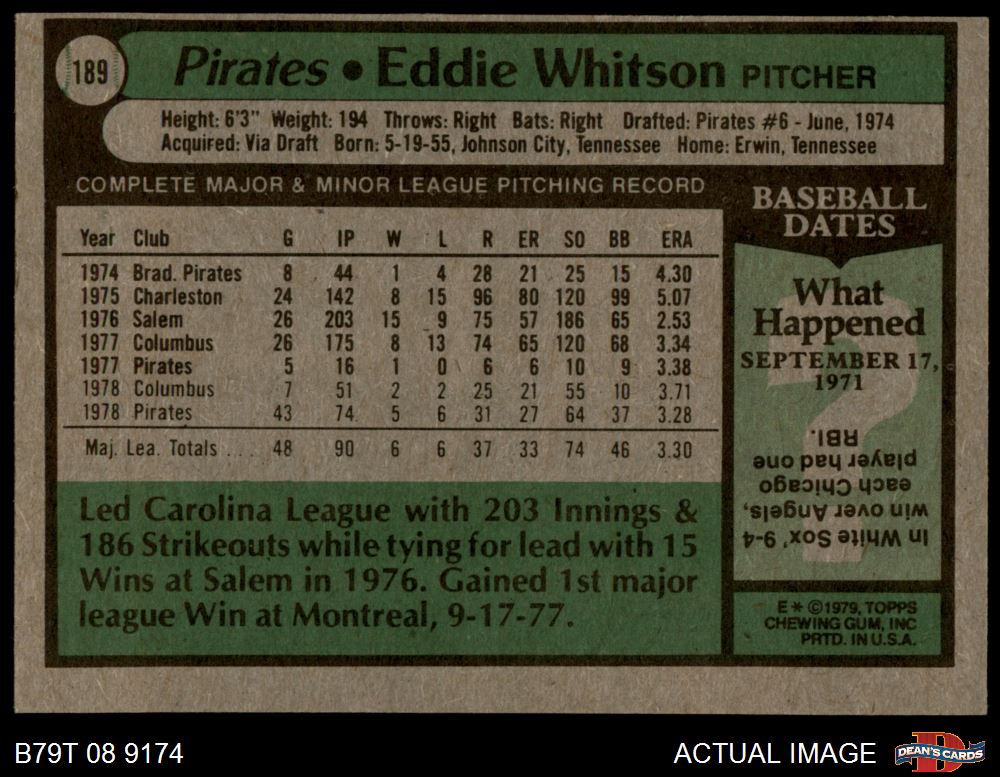 189
Pirates • Eddie Whitson PITCHER
Height: 6'3" Weight: 194 Throws: Right Bats: Right Drafted: Pirates #6 - June, 1974
Acquired: Via Draft Born: 5-19-55, Johnson City, Tennessee Home: Erwin, Tennessee
COMPLETE MAJOR & MINOR LEAGUE PITCHING RECORD
Year Club G IP W L R ER SO BB ERA
1974 Brad. Pirates 8 44 1 4 28 21 25 15 4.30
1975 Charleston 24 142 8 15 96 80 120 99 5.07
1976 Salem 26 203 15 9 75 57 186 65 2.53
1977 Columbus 26 175 8 13 74 65 120 68 3.34
1977 Pirates 5 16 1 0 6 6 10 9 3.38
1978 Columbus 7 51 2 2 25 21 55 10 3.71
1978 Pirates 43 74 5 6 31 27 64 37 3.28
Maj. Lea. Totals ... 48 90 6 6 37 33 74 46 3.30
Led Carolina League with 203 Innings &
186 Strikeouts while tying for lead with 15
Wins at Salem in 1976. Gained 1st major
league Win at Montreal, 9-17-77.
BASEBALL
DATES
What
Happened
SEPTEMBER 17,
1971
?
In White Sox' 9-4
win over Angels,
each Chicago
player had one
RBI.
E * ©1979, TOPPS
CHEWING GUM, INC
PRTD. IN U.S.A.
B79T 08 9174
ACTUAL IMAGE
D
DEAN'S CARDS